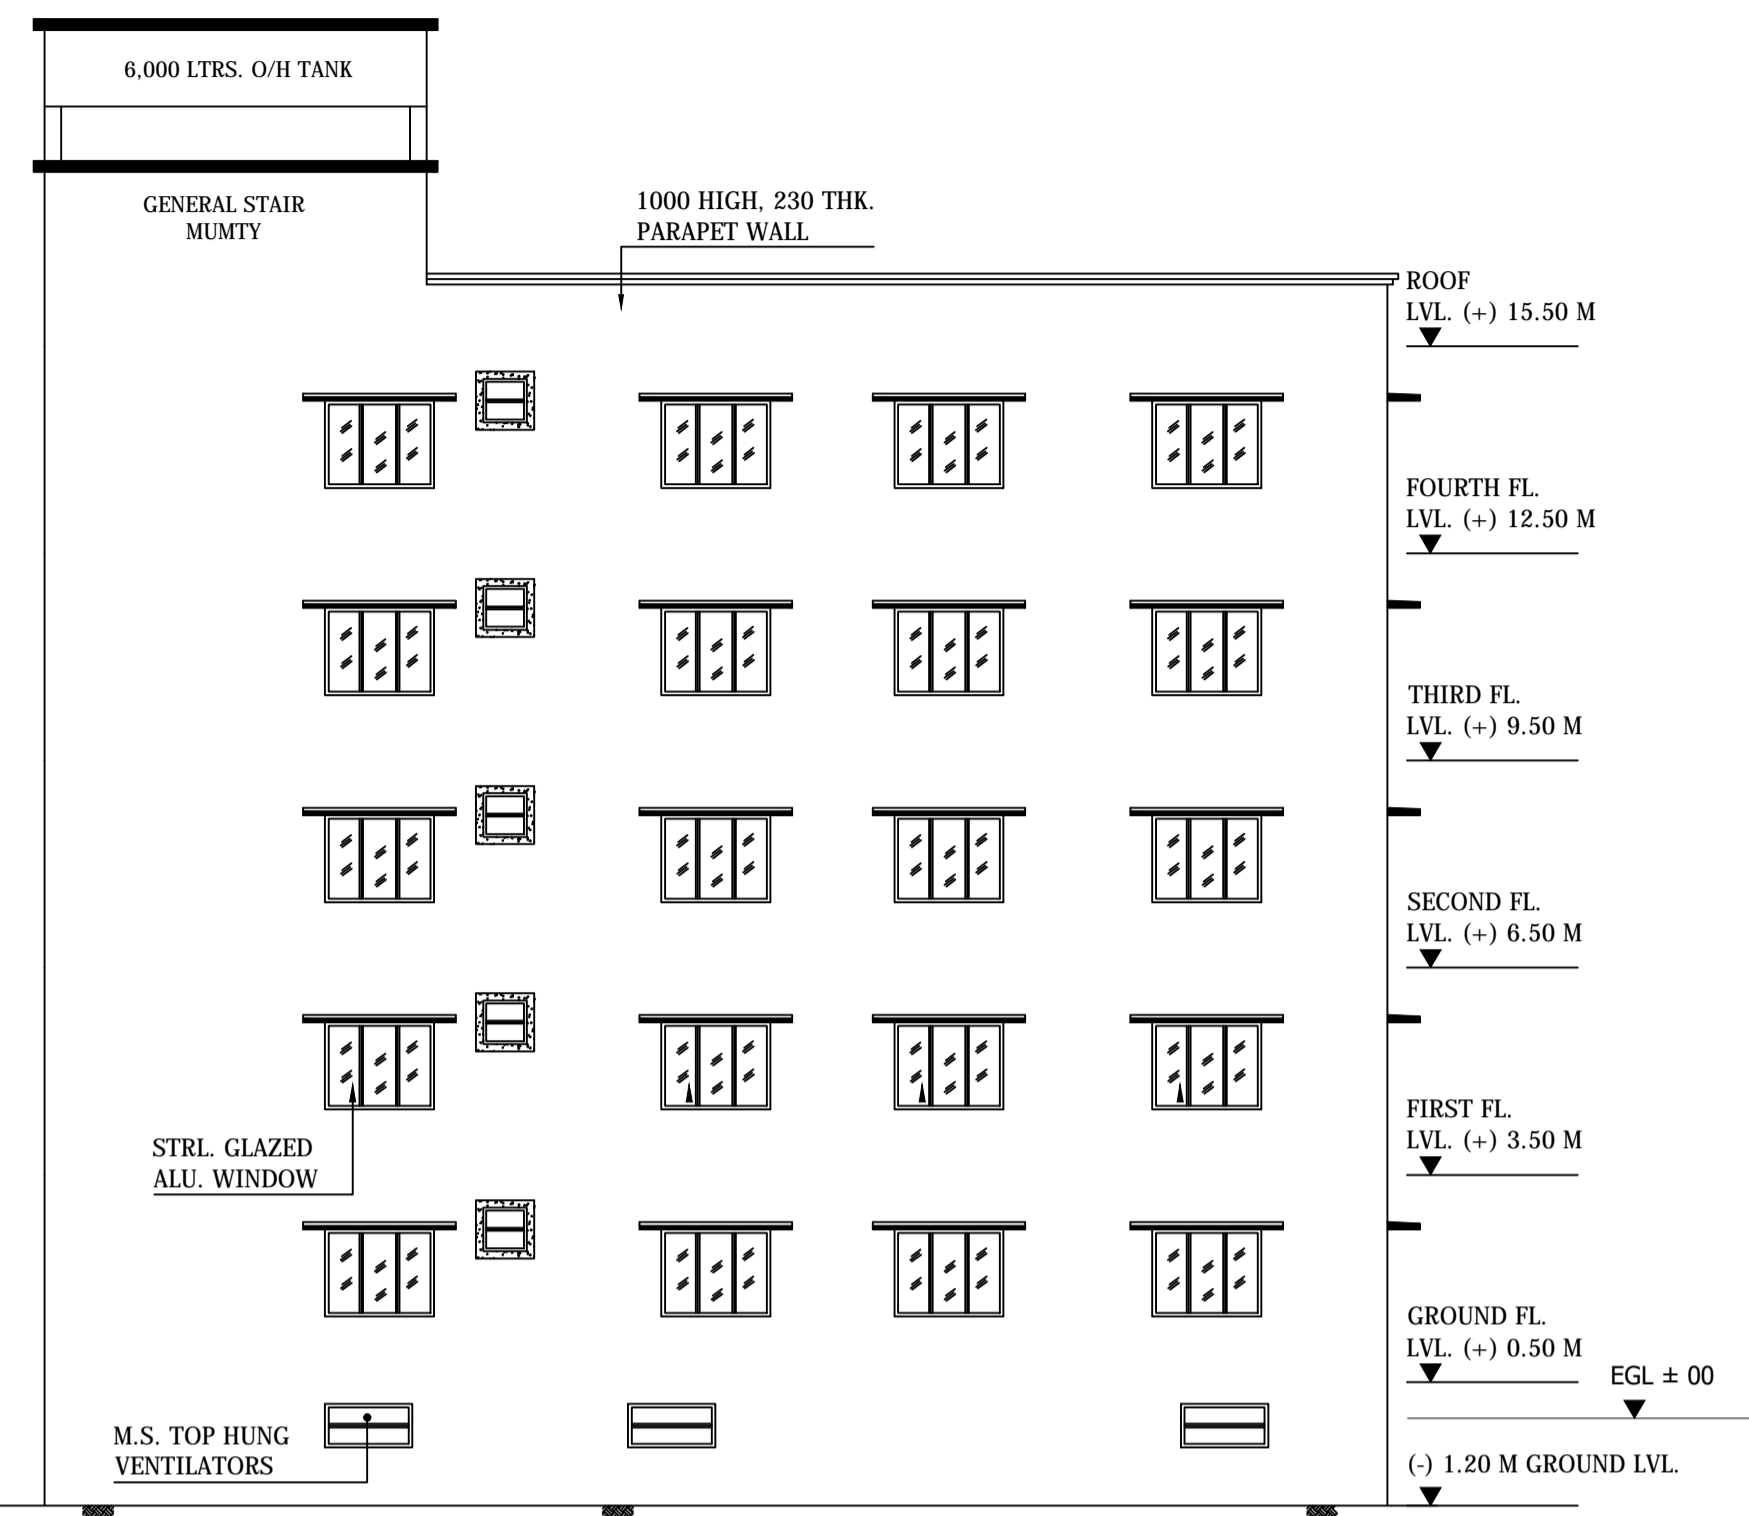 6,000 LTRS. O/H TANK
GENERAL STAIR
MUMTY
1000 HIGH, 230 THK.
PARAPET WALL
ROOF
LVL. (+) 15.50 M
FOURTH FL.
LVL. (+) 12.50 M
THIRD FL.
LVL. (+) 9.50 M
SECOND FL.
LVL. (+) 6.50 M
FIRST FL.
LVL. (+) 3.50 M
STRL. GLAZED
ALU. WINDOW
GROUND FL.
LVL. (+) 0.50 M
EGL ± 00
M.S. TOP HUNG
VENTILATORS
(-) 1.20 M GROUND LVL.